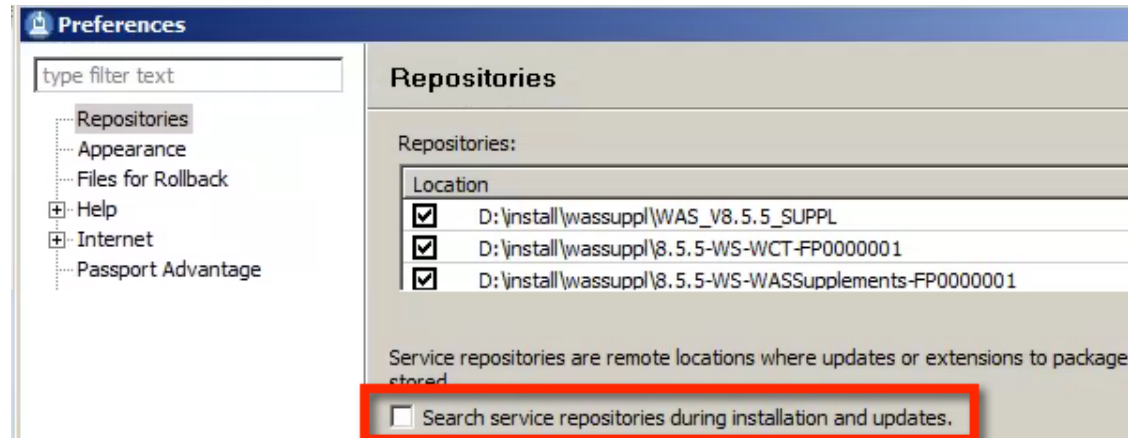 Preferences
type filter text
Repositories
Appearance
Files for Rollback
Help
Internet
Passport Advantage
Repositories
Repositories:
Location
D:\install\wassuppl\WAS_V8.5.5_SUPPL
D:\install\wassuppl\8.5.5-WS-WCT-FP0000001
D:\install\wassuppl\8.5.5-WS-WASSupplements-FP0000001
Service repositories are remote locations where updates or extensions to package
stored.
Search service repositories during installation and updates.